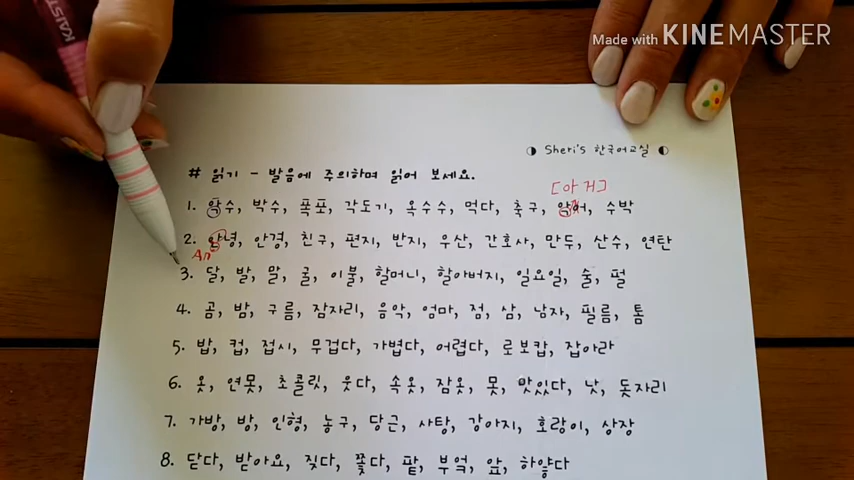 KAIST
Made with KINEMASTER
Sheri's 한국어교실
# 읽기 - 발음에 주의하며 읽어 보세요.
[아거]
1. 악수, 박수, 폭포, 각도기, 옥수수, 먹다, 축구, 악어, 수박
2. 안녕, 안경, 친구, 편지, 반지, 우산, 간호사, 만두, 산수, 연탄
An
3. 달, 발, 말, 굴, 이불, 할머니, 할아버지, 일요일, 술, 펄
4. 곰, 밤, 구름, 잠자리, 음악, 엄마, 점, 삼, 남자, 필름, 톰
5. 밥, 컵, 접시, 무겁다, 가볍다, 어렵다, 로보캅, 잡아라
6. 옷, 연못, 초콜릿, 웃다, 속옷, 잠옷, 못, 맛있다, 낫, 돗자리
7. 가방, 방, 인형, 농구, 당근, 사탕, 강아지, 호랑이, 상장
8. 닫다, 받아요, 짖다, 쫓다, 팥, 부엌, 앞, 하얗다